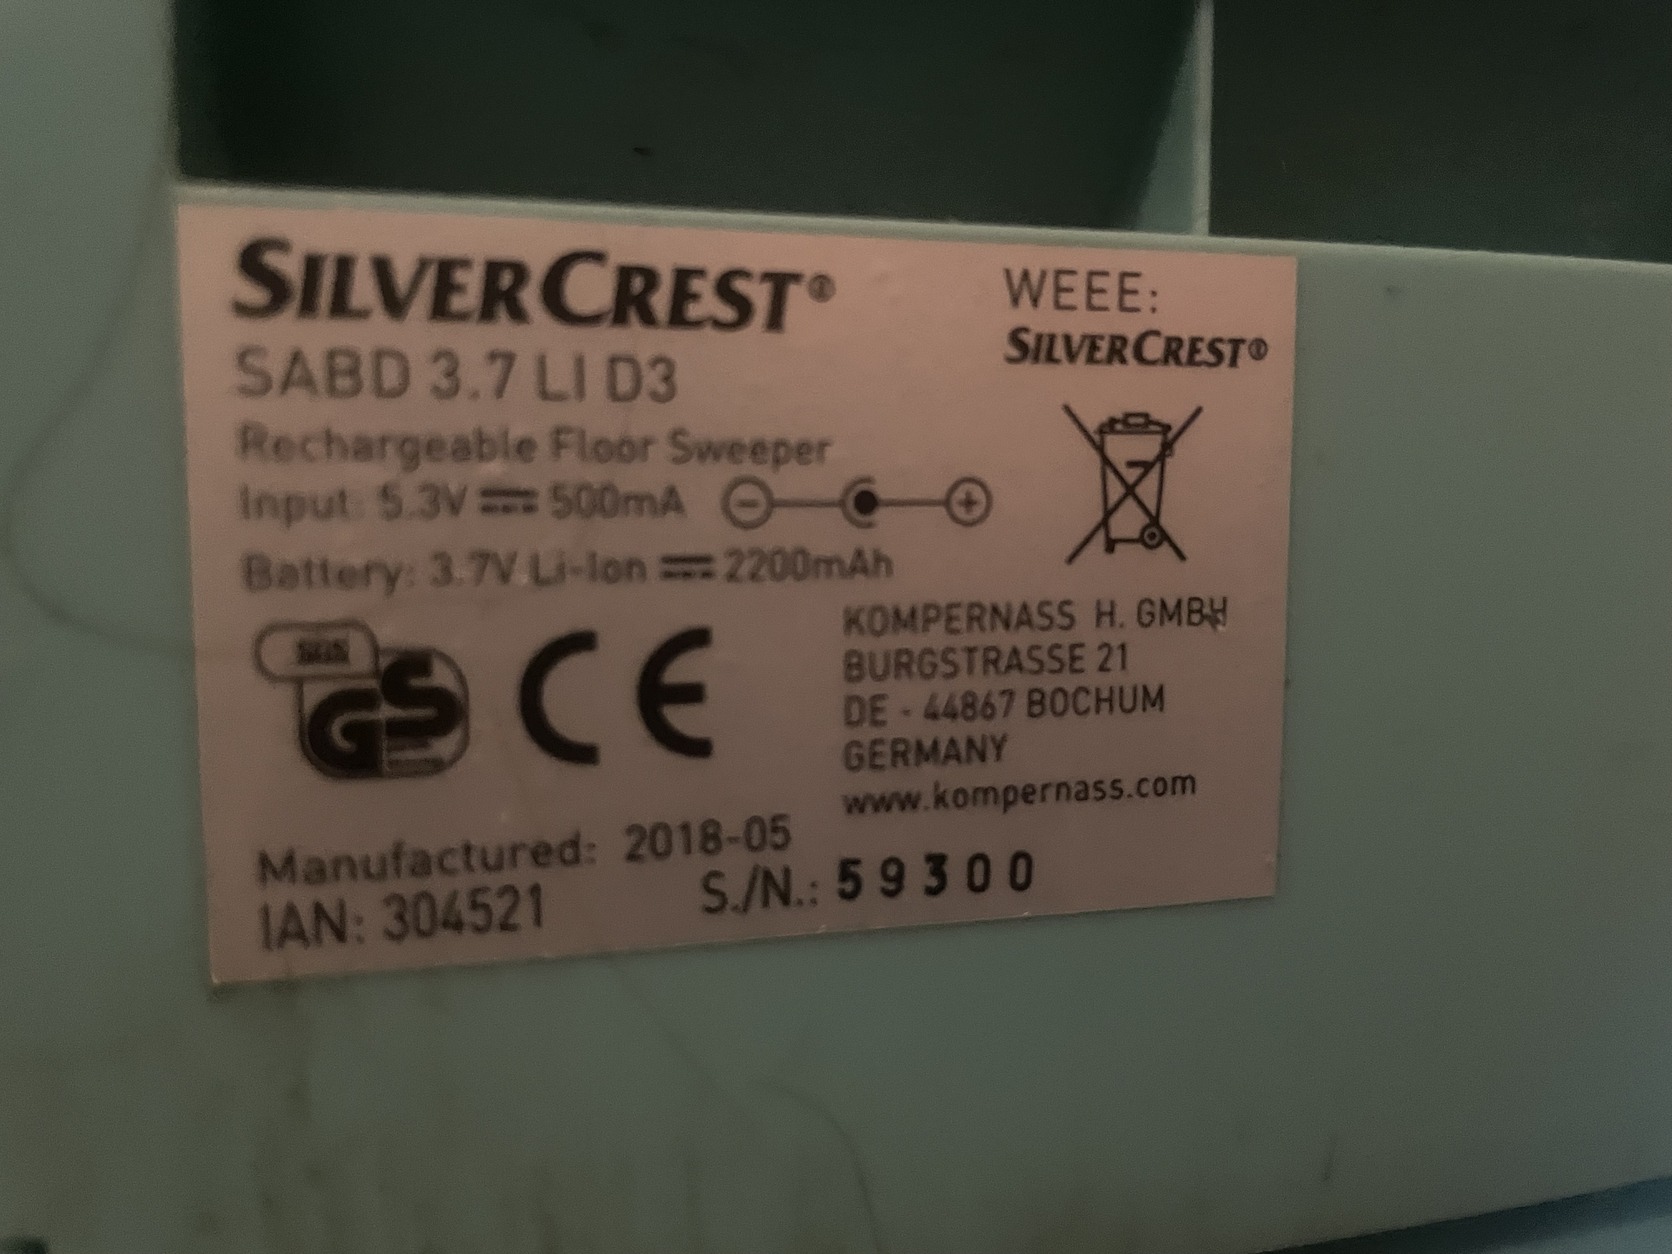 SILVERCREST®
SABD 3.7 LI D3
Rechargeable Floor Sweeper
Input: 5.3V 500mA
Battery: 3.7V Li-Ion 2200mAh
WEEE:
SILVERCREST®
GS
CE
KOMPERNASS H. GMBH
BURGSTRASSE 21
DE - 44867 BOCHUM
GERMANY
www.kompernass.com
Manufactured: 2018-05
IAN: 304521 S./N.: 59300